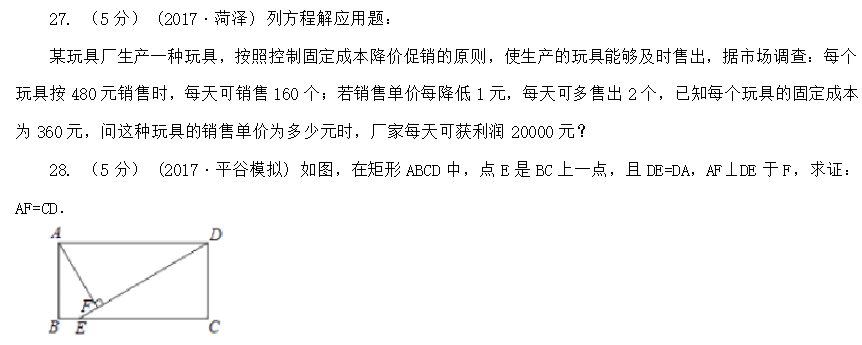 27. （5分）（2017·菏泽）列方程解应用题：
某玩具厂生产一种玩具，按照控制固定成本降价促销的原则，使生产的玩具能够及时售出，据市场调查：每个
玩具按480元销售时，每天可销售160个；若销售单价每降低1元，每天可多售出2个，已知每个玩具的固定成本
为360元，问这种玩具的销售单价为多少元时，厂家每天可获利润20000元？
28. （5分）（2017·平谷模拟）如图，在矩形ABCD中，点E是BC上一点，且DE=DA，AF⊥DE于F，求证：
AF=CD．
A D
F
B E C